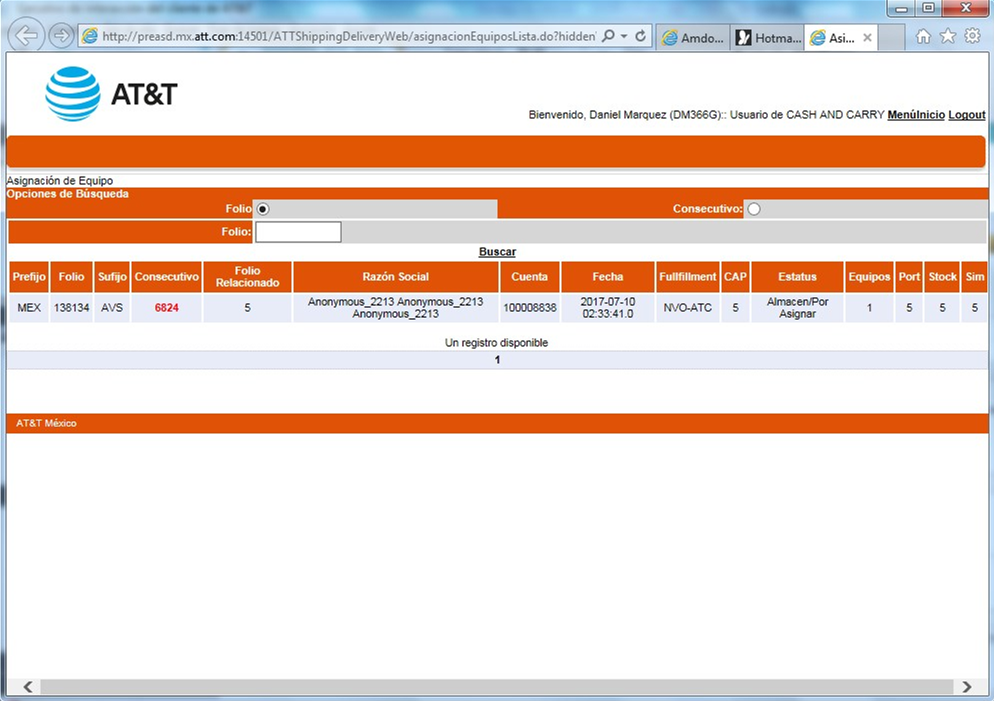 http://preasd.mx.att.com:14501/ATTShippingDeliveryWeb/asignacionEquiposLista.do?hidden
Amdo...
Hotma...
Asi...
AT&T
Bienvenido, Daniel Marquez (DM366G):: Usuario de CASH AND CARRY MenúInicio Logout
Asignación de Equipo
Opciones de Búsqueda
Folio Consecutivo:
Folio:
Buscar
Prefijo Folio Sufijo Consecutivo Folio Relacionado Razón Social Cuenta Fecha Fullfillment CAP Estatus Equipos Port Stock Sim
MEX 138134 AVS 6824 5 Anonymous_2213 Anonymous_2213 Anonymous_2213 100008838 2017-07-10 02:33:41.0 NVO-ATC 5 Almacen/Por Asignar 1 5 5 5
Un registro disponible
1
AT&T México